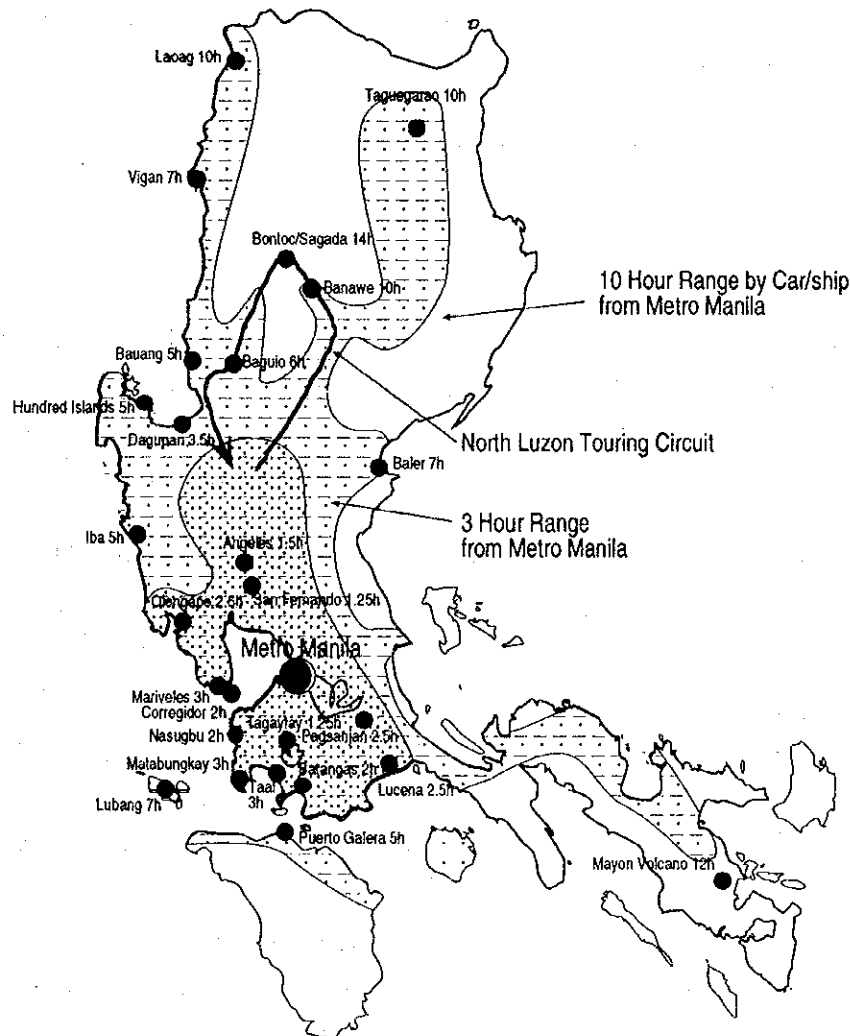 Laoag 10h
Taguegarao 10h
Vigan 7h
Bontoc/Sagada 14h
Banawe 10h
10 Hour Range by Car/ship
from Metro Manila
Bauang 5h
Baguio 6h
Hundred Islands 5h
Dagupan 3.5h
North Luzon Touring Circuit
Baler 7h
3 Hour Range
from Metro Manila
Iba 5h
Angeles 1.5h
San Fernando 1.25h
Olongapo 2.5h
Metro Manila
Mariveles 3h
Corregidor 2h
Tagaytay 1.25h
Nasugbu 2h
Pagsanjan 2.5h
Matabungkay 3h
Batangas 2h
Taal
3h
Lucena 2.5h
Lubang 7h
Puerto Galera 5h
Mayon Volcano 12h